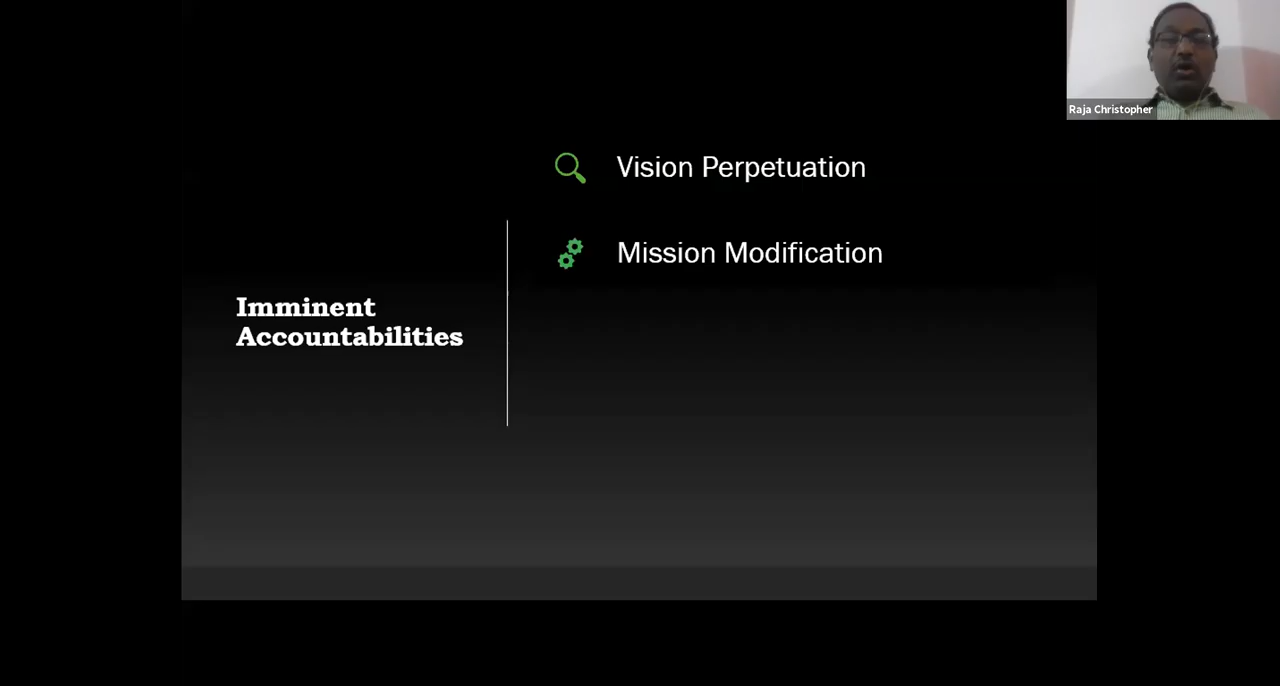 Raja Christopher
Vision Perpetuation
Mission Modification
Imminent
Accountabilities